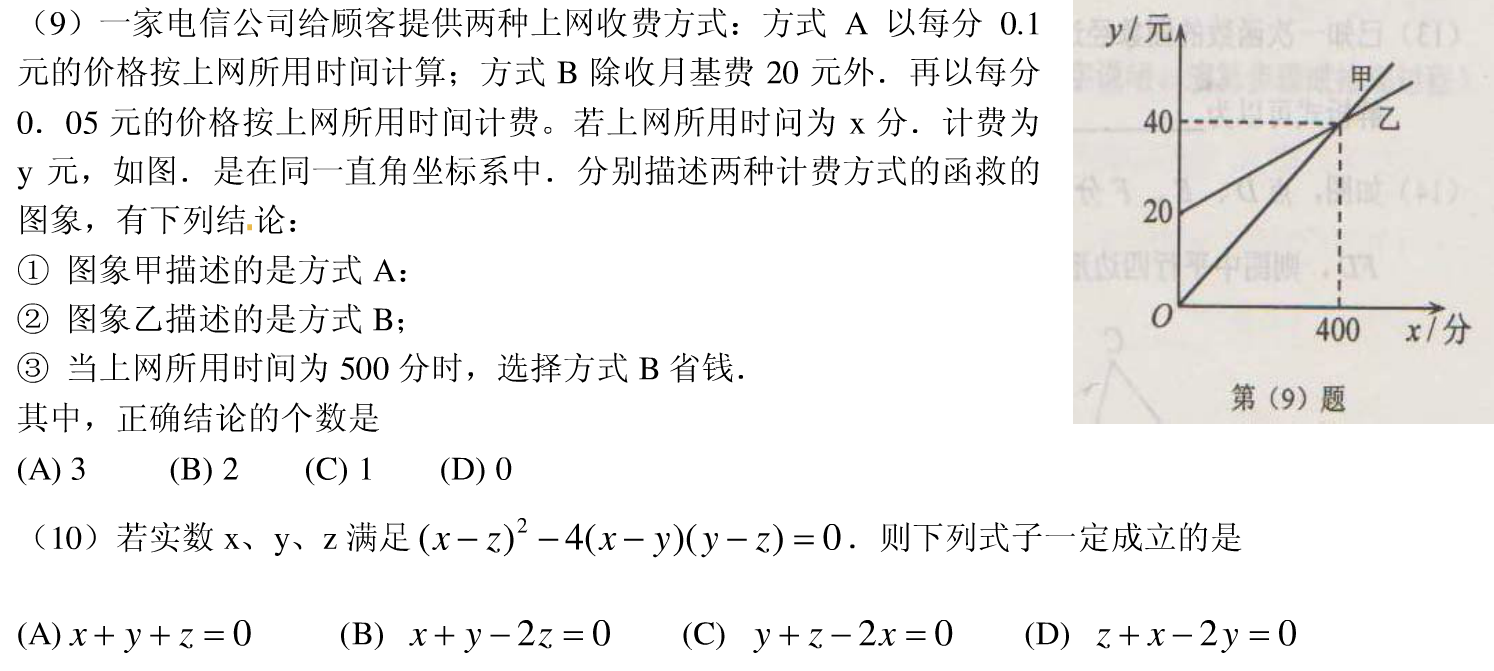 （9）一家电信公司给顾客提供两种上网收费方式：方式 A 以每分 0.1
元的价格按上网所用时间计算；方式 B 除收月基费 20 元外．再以每分
0．05 元的价格按上网所用时间计费。若上网所用时问为 x 分．计费为
y 元，如图．是在同一直角坐标系中．分别描述两种计费方式的函救的
图象，有下列结论：
① 图象甲描述的是方式 A：
② 图象乙描述的是方式 B；
③ 当上网所用时间为 500 分时，选择方式 B 省钱．
其中，正确结论的个数是
(A) 3 (B) 2 (C) 1 (D) 0
y/元
甲
乙
40
20
O
400
x/分
第（9）题
（10）若实数 x、y、z 满足 (x－z)²－4(x－y)(y－z)＝0．则下列式子一定成立的是
(A) x＋y＋z＝0 (B) x＋y－2z＝0 (C) y＋z－2x＝0 (D) z＋x－2y＝0